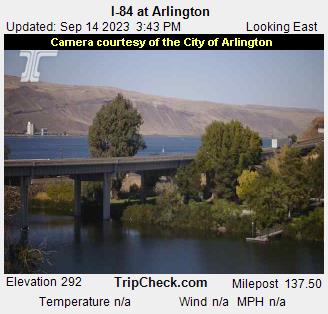 I-84 at Arlington
Updated: Sep 14 2023 3:43 PM Looking East
Camera courtesy of the City of Arlington
Elevation 292 TripCheck.com Milepost 137.50
Temperature n/a Wind n/a MPH n/a